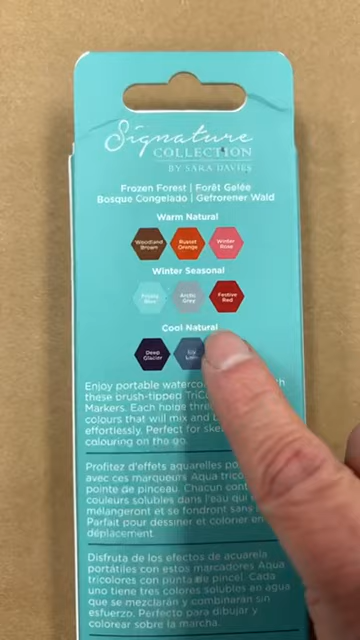 Signature
COLLECTION
BY SARA DAVIES
Frozen Forest | Forêt Gelée
Bosque Congelado | Gefrorener Wald
Warm Natural
Woodland Brown
Russet Orange
Winter Rose
Winter Seasonal
Frosty Blue
Arctic Grey
Festive Red
Cool Natural
Deep Glacier
Icy
Enjoy portable waterco
these brush-tipped TriCo
Markers. Each holds thre
colours that will mix and b
effortlessly. Perfect for ske
colouring on the go.
Profitez d'effets aquarelles po
avec ces marqueurs Aqua tricol
pointe de pinceau. Chacun cont
couleurs solubles dans l'eau qui
mélangeront et se fondront sans
Parfait pour dessiner et colorier en
déplacement.
Disfruta de los efectos de acuarela
portátiles con estos marcadores Aqua
tricolores con punta de pincel. Cada
uno tiene tres colores solubles en agua
que se mezclarán y combinarán sin
esfuerzo. Perfecto para dibujar y
colorear sobre la marcha.